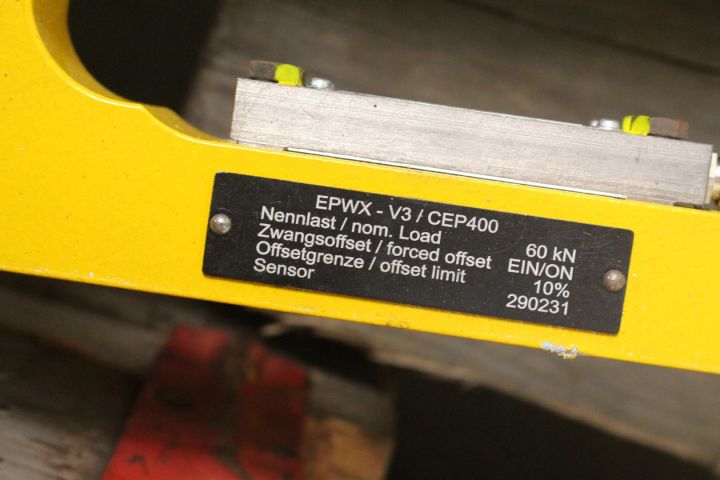 EPWX - V3 / CEP400
Nennlast / nom. Load 60 kN
Zwangsoffset / forced offset EIN/ON
Offsetgrenze / offset limit 10%
Sensor 290231